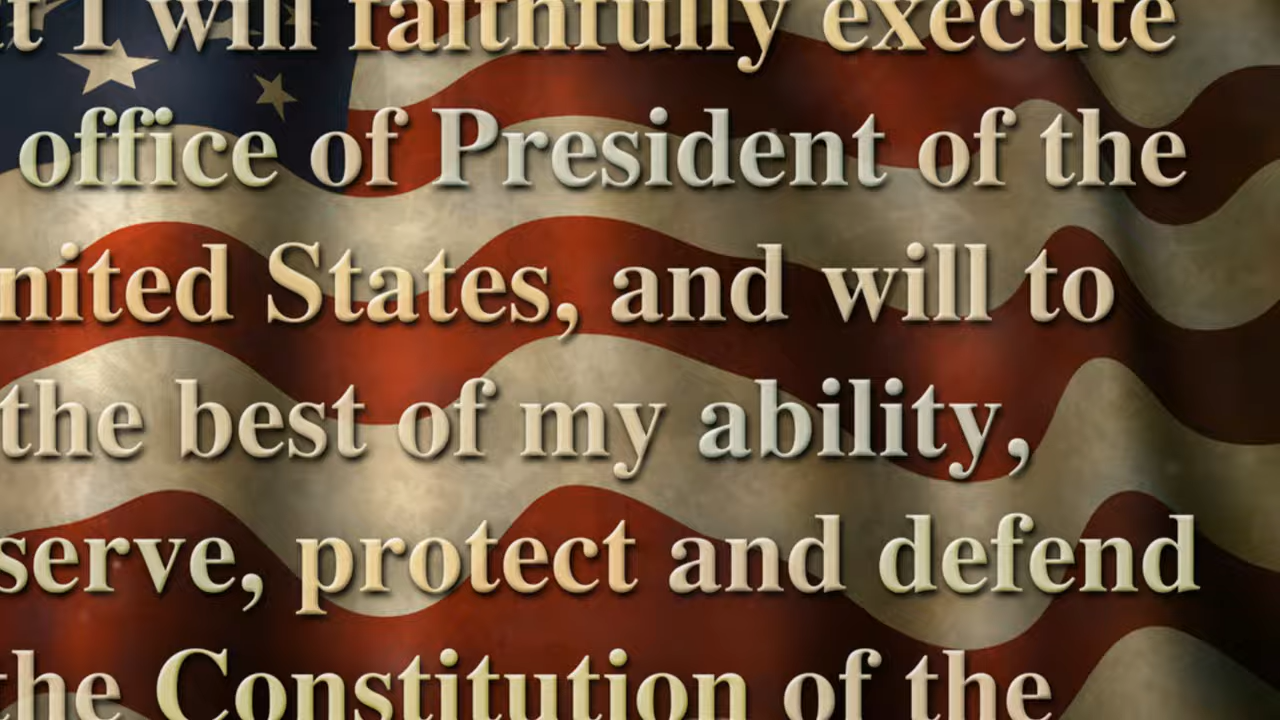 t I will faithfully execute
office of President of the
nited States, and will to
the best of my ability,
serve, protect and defend
the Constitution of the